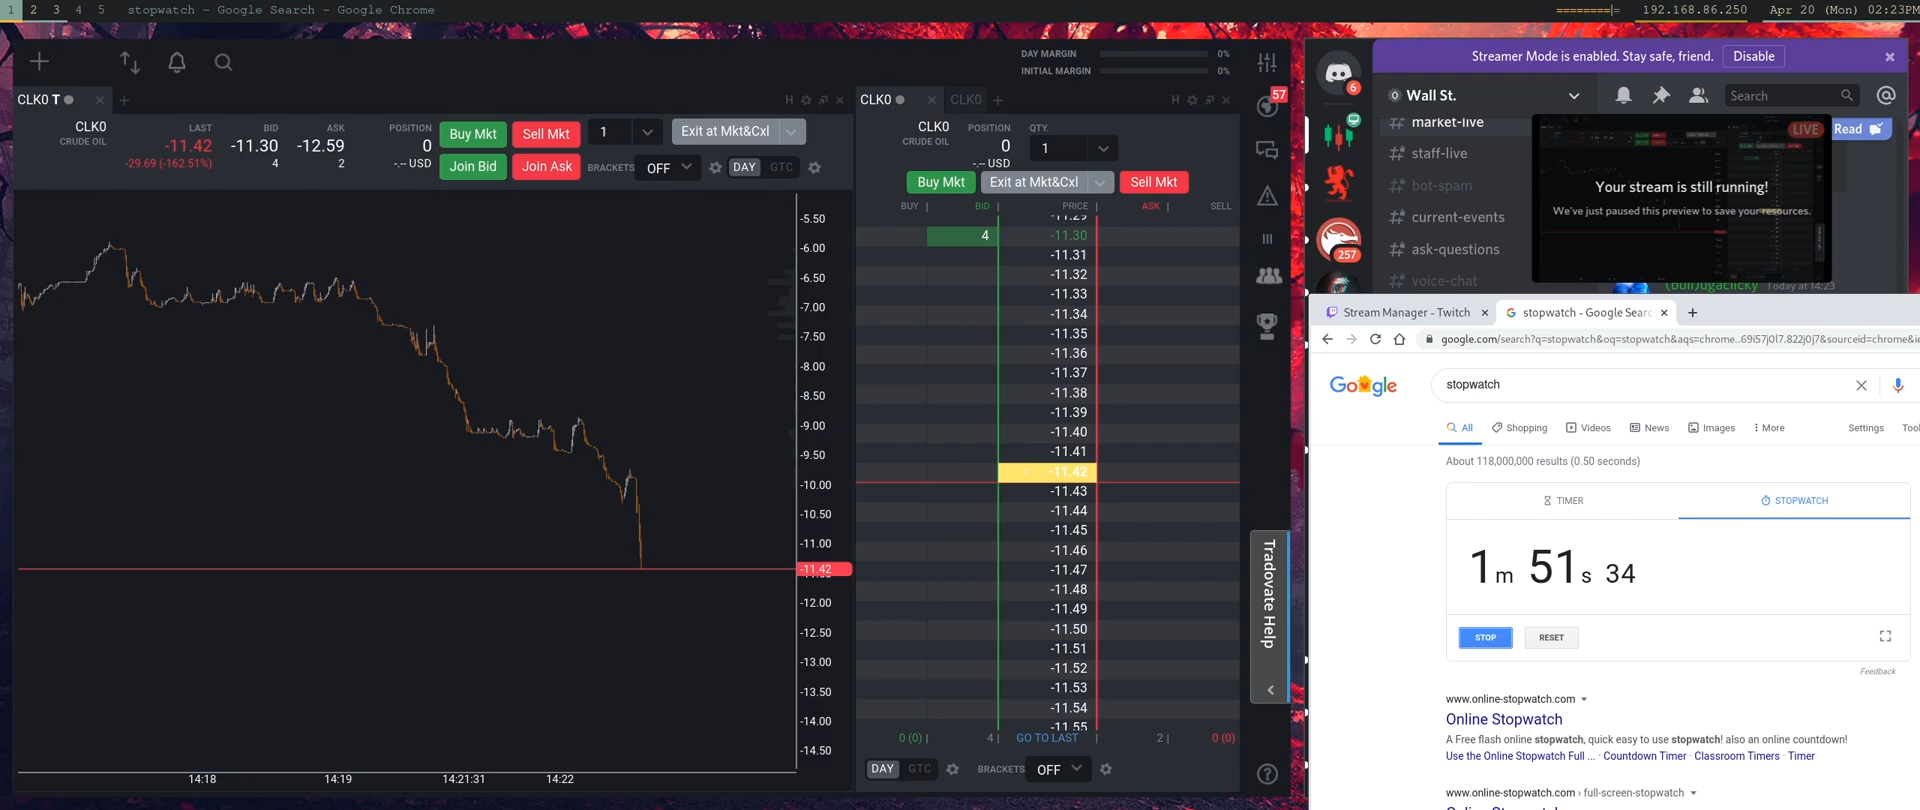 1 2 3 4 5 stopwatch - Google Search - Google Chrome
192.168.86.250 Apr 20 (Mon) 02:23PM
DAY MARGIN 0%
INITIAL MARGIN 0%
CLK0 T
H
CLK0
CRUDE OIL
LAST
-11.42
-29.69 (-162.51%)
BID
-11.30
4
ASK
-12.59
2
POSITION
0
-.-- USD
Buy Mkt Sell Mkt 1 Exit at Mkt&Cxl
Join Bid Join Ask BRACKETS OFF DAY GTC
-5.50
-6.00
-6.50
-7.00
-7.50
-8.00
-8.50
-9.00
-9.50
-10.00
-10.50
-11.00
-11.42
-12.00
-12.50
-13.00
-13.50
-14.00
-14.50
14:18 14:19 14:21:31 14:22
CLK0 CLK0
H
CLK0
CRUDE OIL
POSITION
0
-.-- USD
QTY.
1
Buy Mkt Exit at Mkt&Cxl Sell Mkt
BUY BID PRICE ASK SELL
-11.29
4 -11.30
-11.31
-11.32
-11.33
-11.34
-11.35
-11.36
-11.37
-11.38
-11.39
-11.40
-11.41
1 -11.42
-11.43
-11.44
-11.45
-11.46
-11.47
-11.48
-11.49
-11.50
-11.51
-11.52
-11.53
-11.54
-11.55
0 (0) 4 GO TO LAST 2 0 (0)
DAY GTC BRACKETS OFF
57
Tradovate Help
Streamer Mode is enabled. Stay safe, friend. Disable
6
257
Wall St.
Search
# market-live
# staff-live
# bot-spam
# current-events
# ask-questions
# voice-chat
LIVE
Read
Your stream is still running!
We've just paused this preview to save your resources.
(bull)ugaclicky Today at 14:23
Stream Manager - Twitch
stopwatch - Google Searc
google.com/search?q=stopwatch&oq=stopwatch&aqs=chrome..69i57j0l7.822j0j7&sourceid=chrome&ie
Google
stopwatch
All Shopping Videos News Images More Settings Tool
About 118,000,000 results (0.50 seconds)
TIMER STOPWATCH
1m 51s 34
STOP RESET
Feedback
www.online-stopwatch.com
Online Stopwatch
A Free flash online stopwatch, quick easy to use stopwatch! also an online countdown!
Use the Online Stopwatch Full ... · Countdown Timer · Classroom Timers · Timer
www.online-stopwatch.com › full-screen-stopwatch